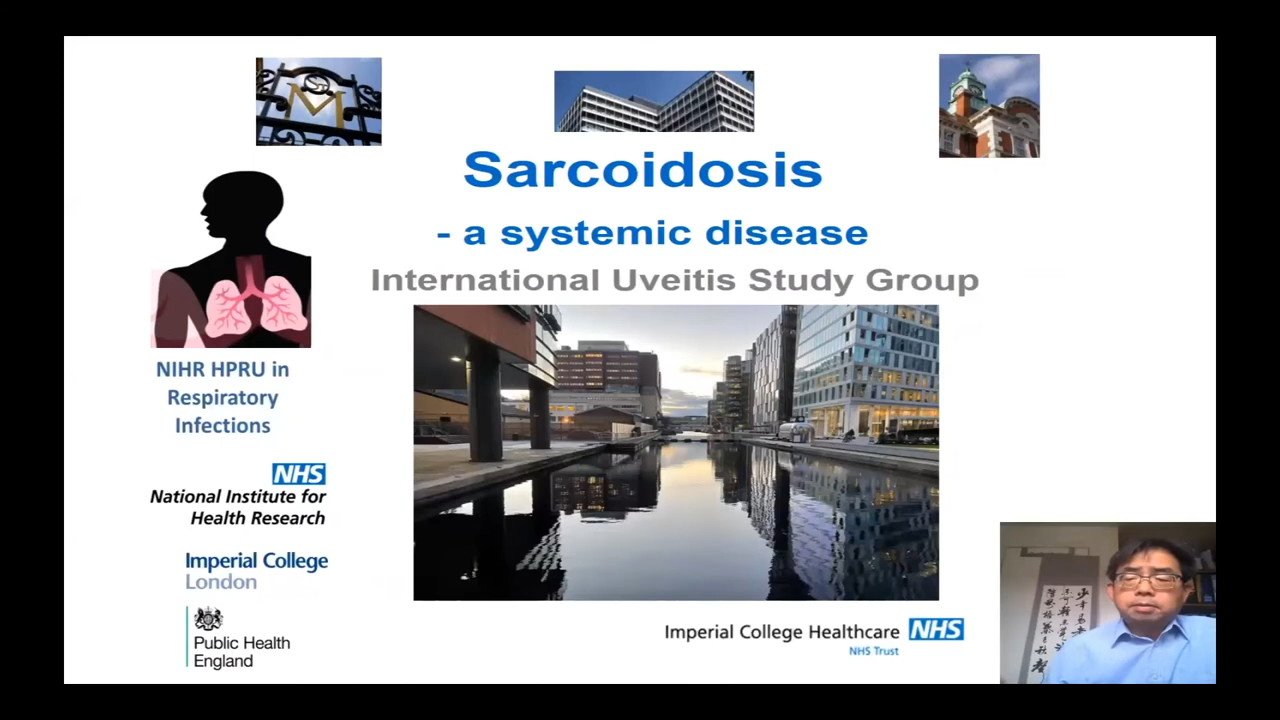 Sarcoidosis
- a systemic disease
International Uveitis Study Group
NIHR HPRU in
Respiratory
Infections
NHS
National Institute for
Health Research
Imperial College
London
Public Health
England
Imperial College Healthcare NHS
NHS Trust
M